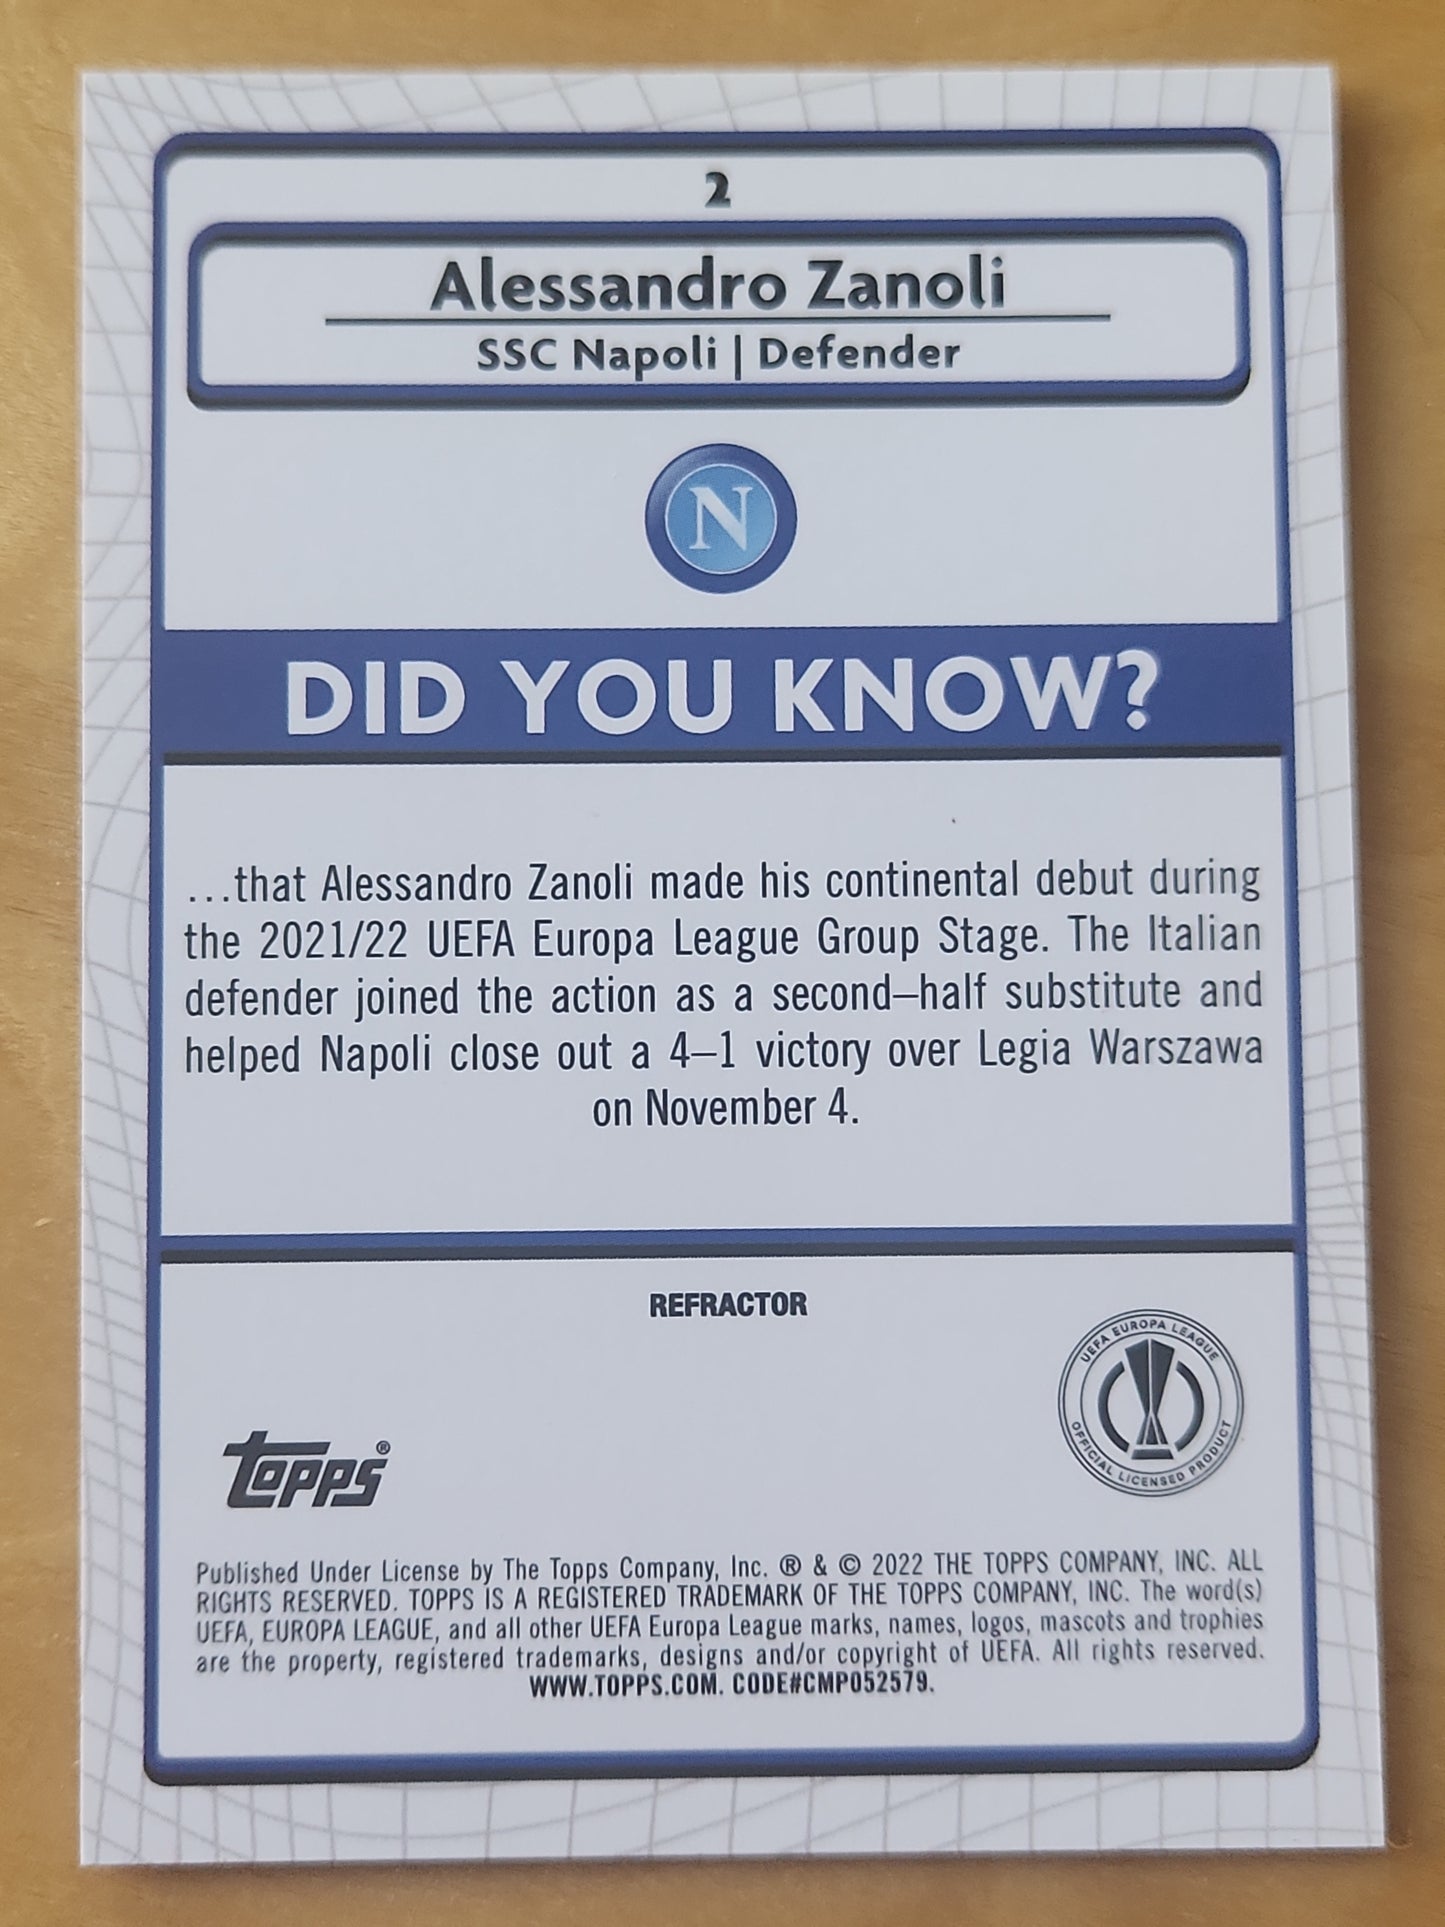 2
Alessandro Zanoli
SSC Napoli | Defender
N
DID YOU KNOW?
...that Alessandro Zanoli made his continental debut during
the 2021/22 UEFA Europa League Group Stage. The Italian
defender joined the action as a second–half substitute and
helped Napoli close out a 4–1 victory over Legia Warszawa
on November 4.
REFRACTOR
UEFA EUROPA LEAGUE
OFFICIAL LICENSED PRODUCT
Topps®
Published Under License by The Topps Company, Inc. ® & © 2022 THE TOPPS COMPANY, INC. ALL
RIGHTS RESERVED. TOPPS IS A REGISTERED TRADEMARK OF THE TOPPS COMPANY, INC. The word(s)
UEFA, EUROPA LEAGUE, and all other UEFA Europa League marks, names, logos, mascots and trophies
are the property, registered trademarks, designs and/or copyright of UEFA. All rights reserved.
WWW.TOPPS.COM. CODE#CMP052579.